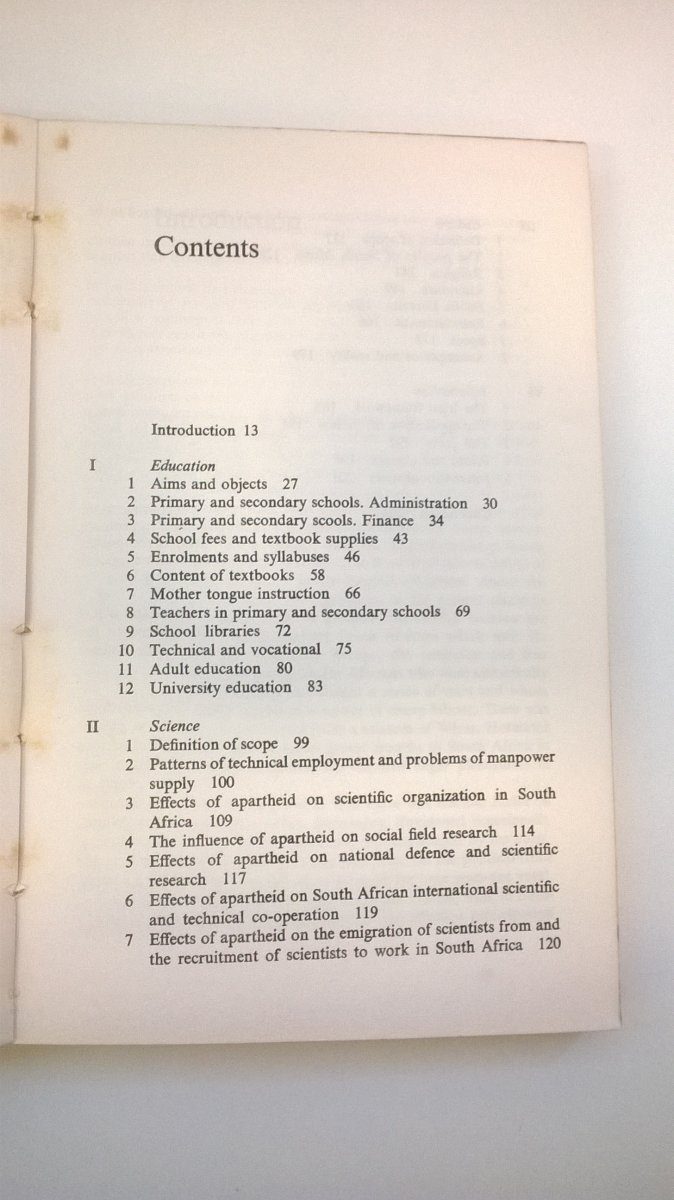 Contents
Introduction 13
I Education
1 Aims and objects 27
2 Primary and secondary schools. Administration 30
3 Primary and secondary scools. Finance 34
4 School fees and textbook supplies 43
5 Enrolments and syllabuses 46
6 Content of textbooks 58
7 Mother tongue instruction 66
8 Teachers in primary and secondary schools 69
9 School libraries 72
10 Technical and vocational 75
11 Adult education 80
12 University education 83
II Science
1 Definition of scope 99
2 Patterns of technical employment and problems of manpower
supply 100
3 Effects of apartheid on scientific organization in South
Africa 109
4 The influence of apartheid on social field research 114
5 Effects of apartheid on national defence and scientific
research 117
6 Effects of apartheid on South African international scientific
and technical co-operation 119
7 Effects of apartheid on the emigration of scientists from and
the recruitment of scientists to work in South Africa 120